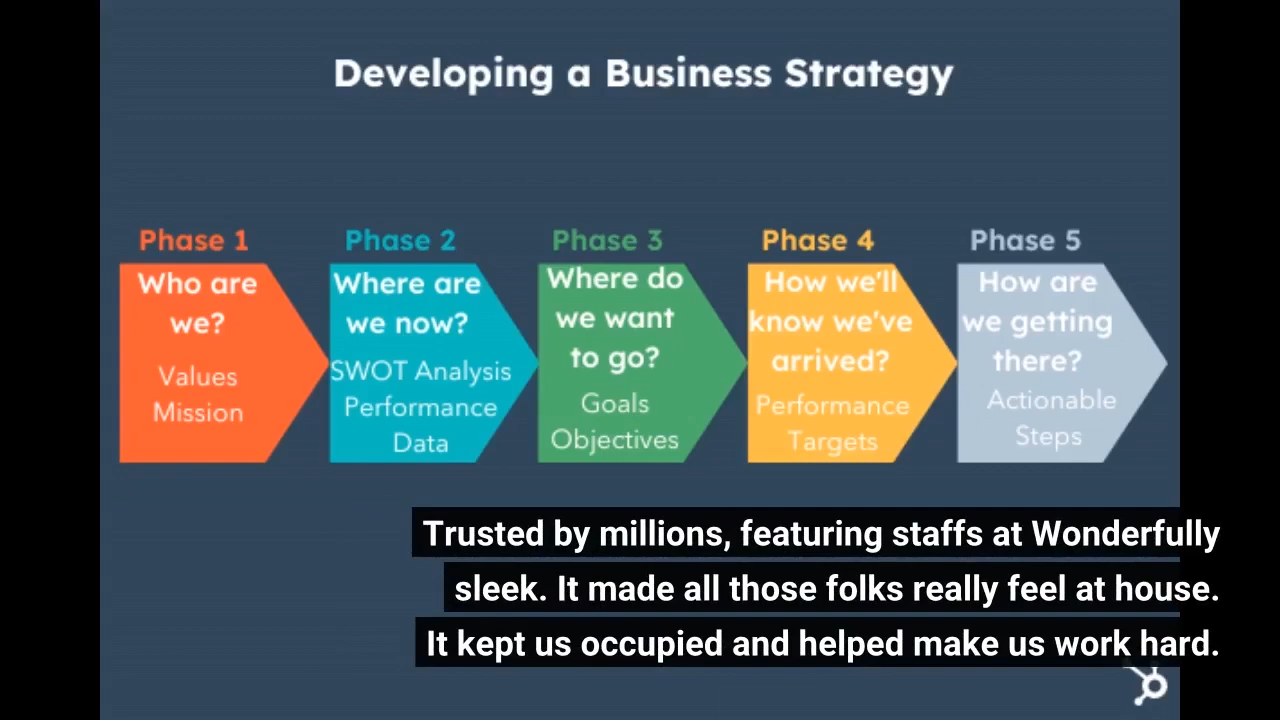 Developing a Business Strategy
Phase 1
Who are
we?
Values
Mission
Phase 2
Where are
we now?
SWOT Analysis
Performance
Data
Phase 3
Where do
we want
to go?
Goals
Objectives
Phase 4
How we'll
know we've
arrived?
Performance
Targets
Phase 5
How are
we getting
there?
Actionable
Steps
Trusted by millions, featuring staffs at Wonderfully
sleek. It made all those folks really feel at house.
It kept us occupied and helped make us work hard.